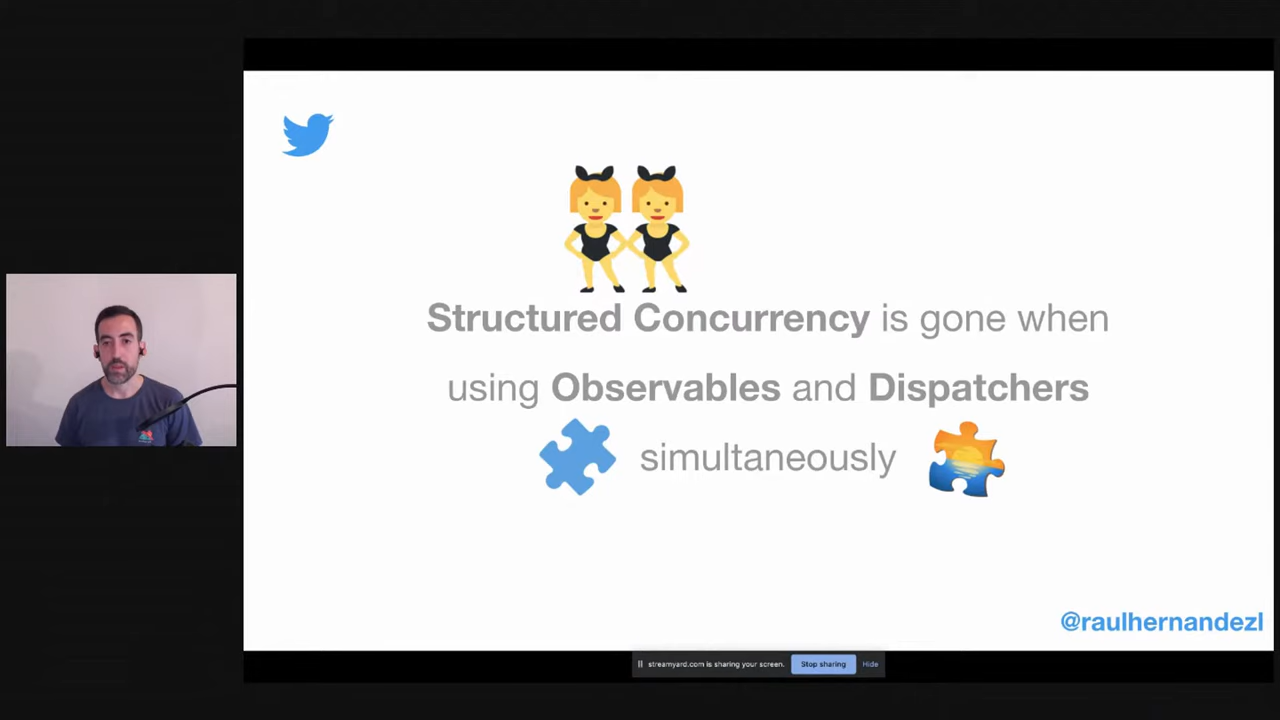 Structured Concurrency is gone when
using Observables and Dispatchers
simultaneously
@raulhernandezl
streamyard.com is sharing your screen. Stop sharing Hide